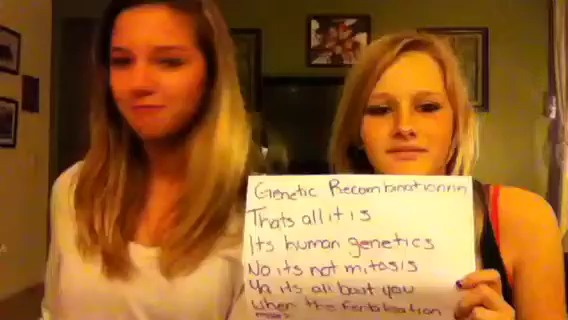 Genetic Recombinationnn
Thats all it is
Its human genetics
No its not mitosis
Ya its all bout you
When the fertilisation